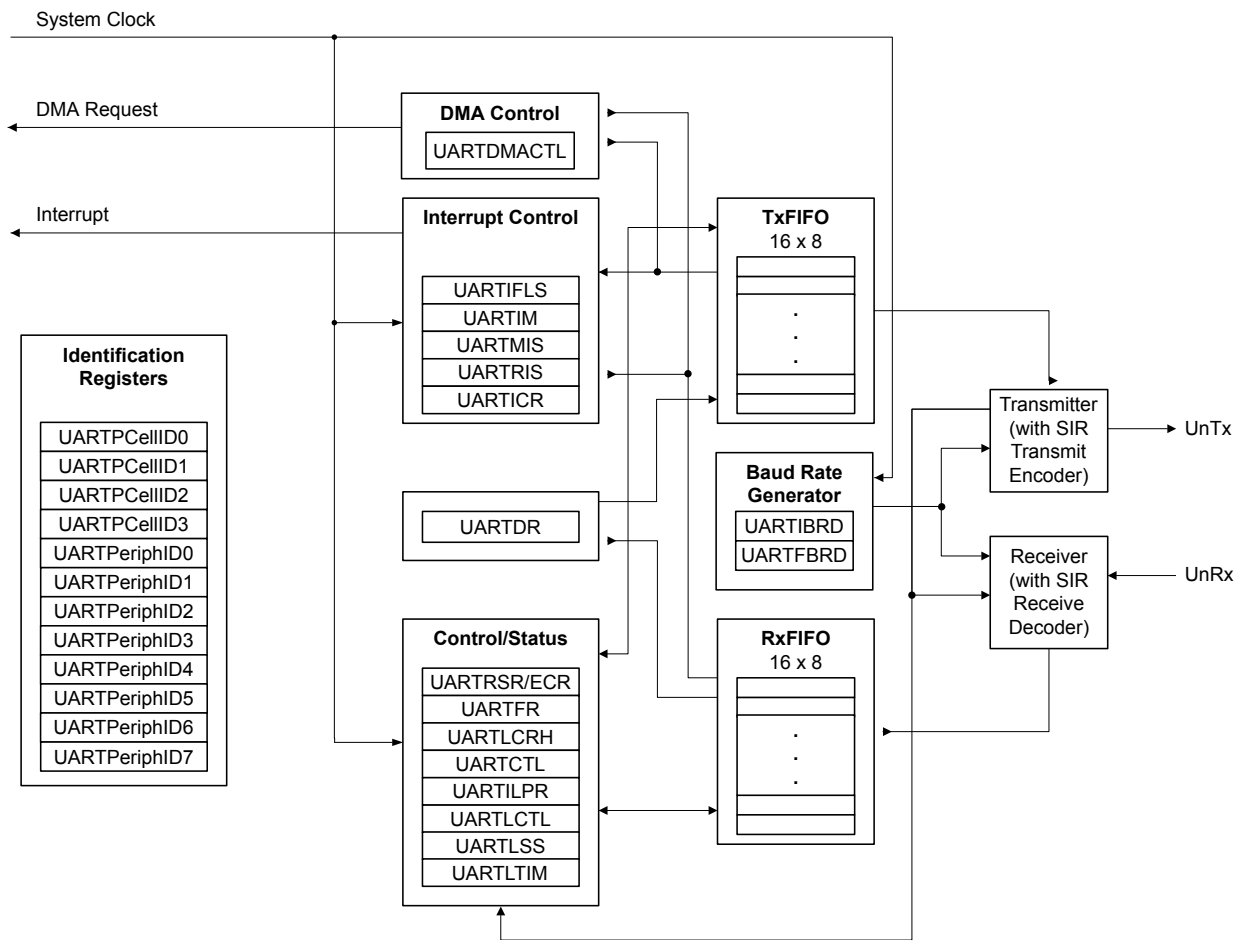 System Clock
DMA Request
DMA Control
UARTDMACTL
Interrupt
Interrupt Control
UARTIFLS
UARTIM
UARTMIS
UARTRIS
UARTICR
TxFIFO
16 x 8
.
.
.
Identification
Registers
UARTPCellID0
UARTPCellID1
UARTPCellID2
UARTPCellID3
UARTPeriphID0
UARTPeriphID1
UARTPeriphID2
UARTPeriphID3
UARTPeriphID4
UARTPeriphID5
UARTPeriphID6
UARTPeriphID7
UARTDR
Baud Rate
Generator
UARTIBRD
UARTFBRD
Transmitter
(with SIR
Transmit
Encoder)
UnTx
Receiver
(with SIR
Receive
Decoder)
UnRx
Control/Status
UARTRSR/ECR
UARTFR
UARTLCRH
UARTCTL
UARTILPR
UARTLCTL
UARTLSS
UARTLTIM
RxFIFO
16 x 8
.
.
.